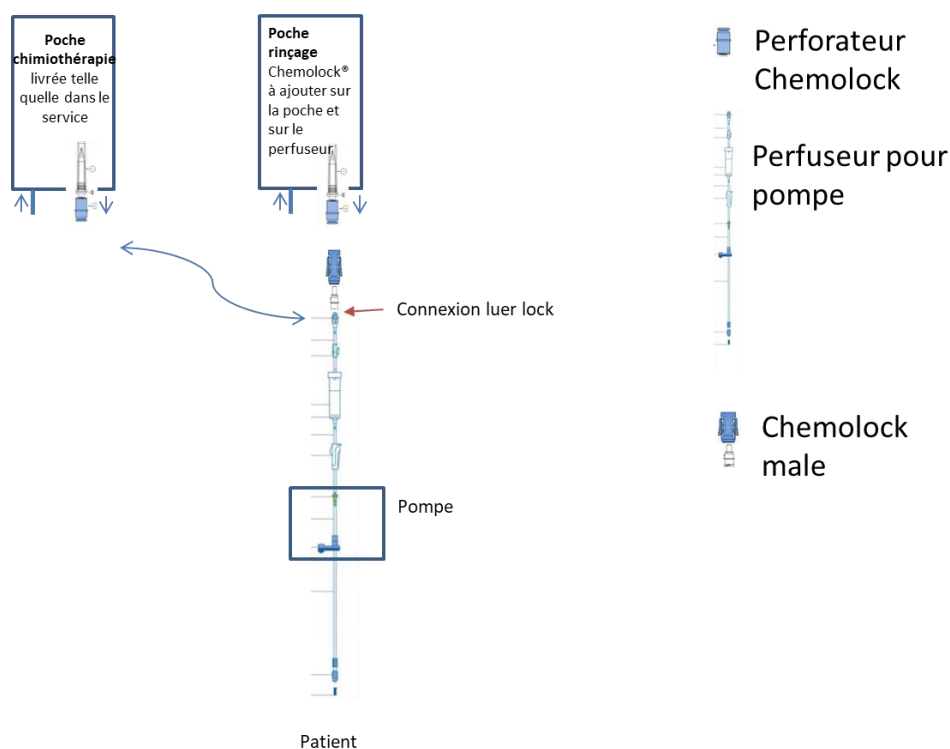 Poche
chimiothérapie
livrée telle
quelle dans le
service
Poche
rinçage
Chemolock®
à ajouter sur
la poche et
sur le
perfuseur
Connexion luer lock
Pompe
Patient
Perforateur
Chemolock
Perfuseur pour
pompe
Chemolock
male